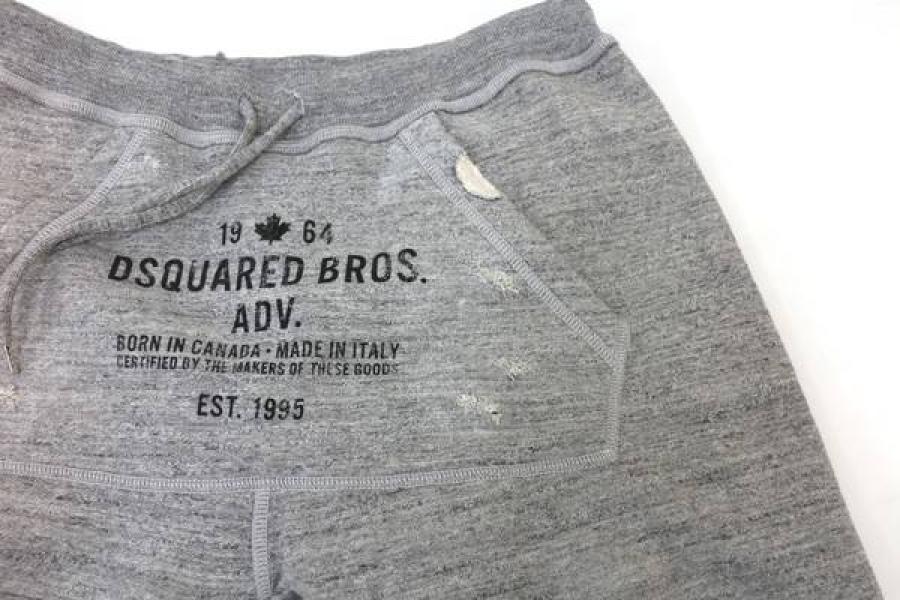 19 64
DSQUARED BROS.
ADV.
BORN IN CANADA • MADE IN ITALY
CERTIFIED BY THE MAKERS OF THESE GOODS
EST. 1995